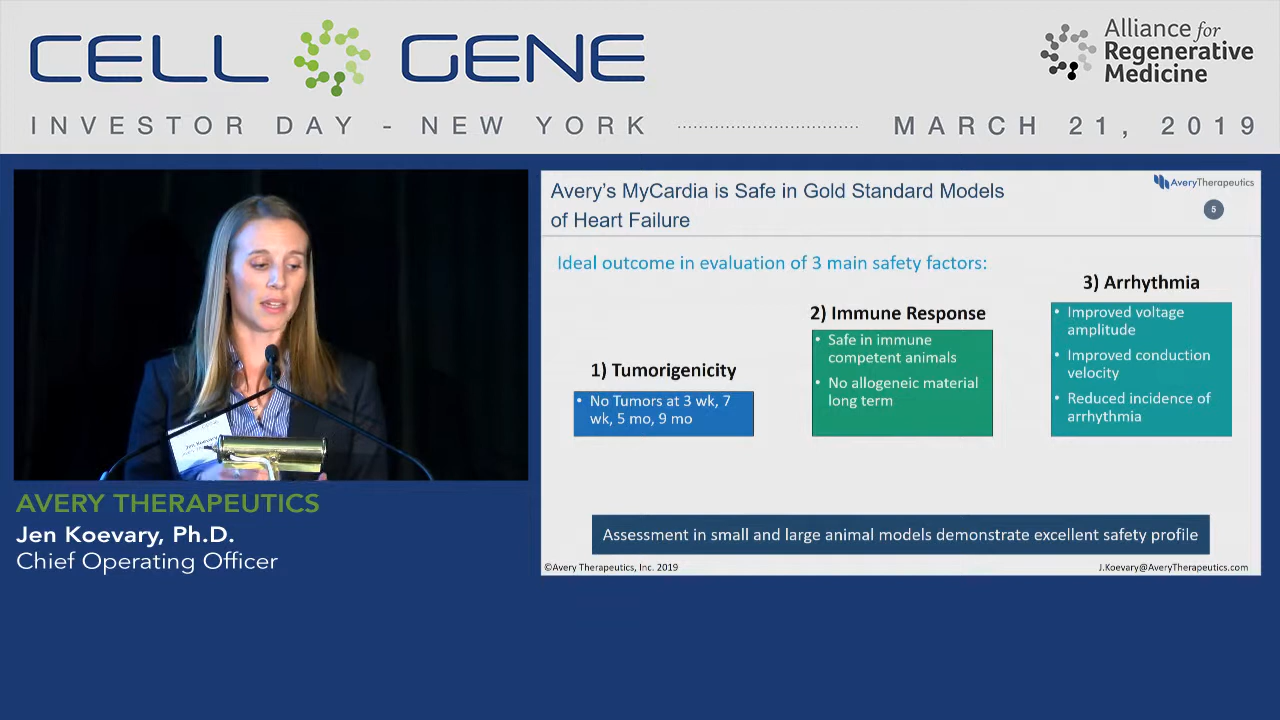 CELL GENE
Alliance for
Regenerative
Medicine
INVESTOR DAY - NEW YORK
MARCH 21, 2019
Avery's MyCardia is Safe in Gold Standard Models
of Heart Failure
AveryTherapeutics
5
Ideal outcome in evaluation of 3 main safety factors:
1) Tumorigenicity
• No Tumors at 3 wk, 7
wk, 5 mo, 9 mo
2) Immune Response
• Safe in immune
competent animals
• No allogeneic material
long term
3) Arrhythmia
• Improved voltage
amplitude
• Improved conduction
velocity
• Reduced incidence of
arrhythmia
Assessment in small and large animal models demonstrate excellent safety profile
©Avery Therapeutics, Inc. 2019
J.Koevary@AveryTherapeutics.com
Jen Koevary
AVERY THERAPEUTICS
Jen Koevary, Ph.D.
Chief Operating Officer